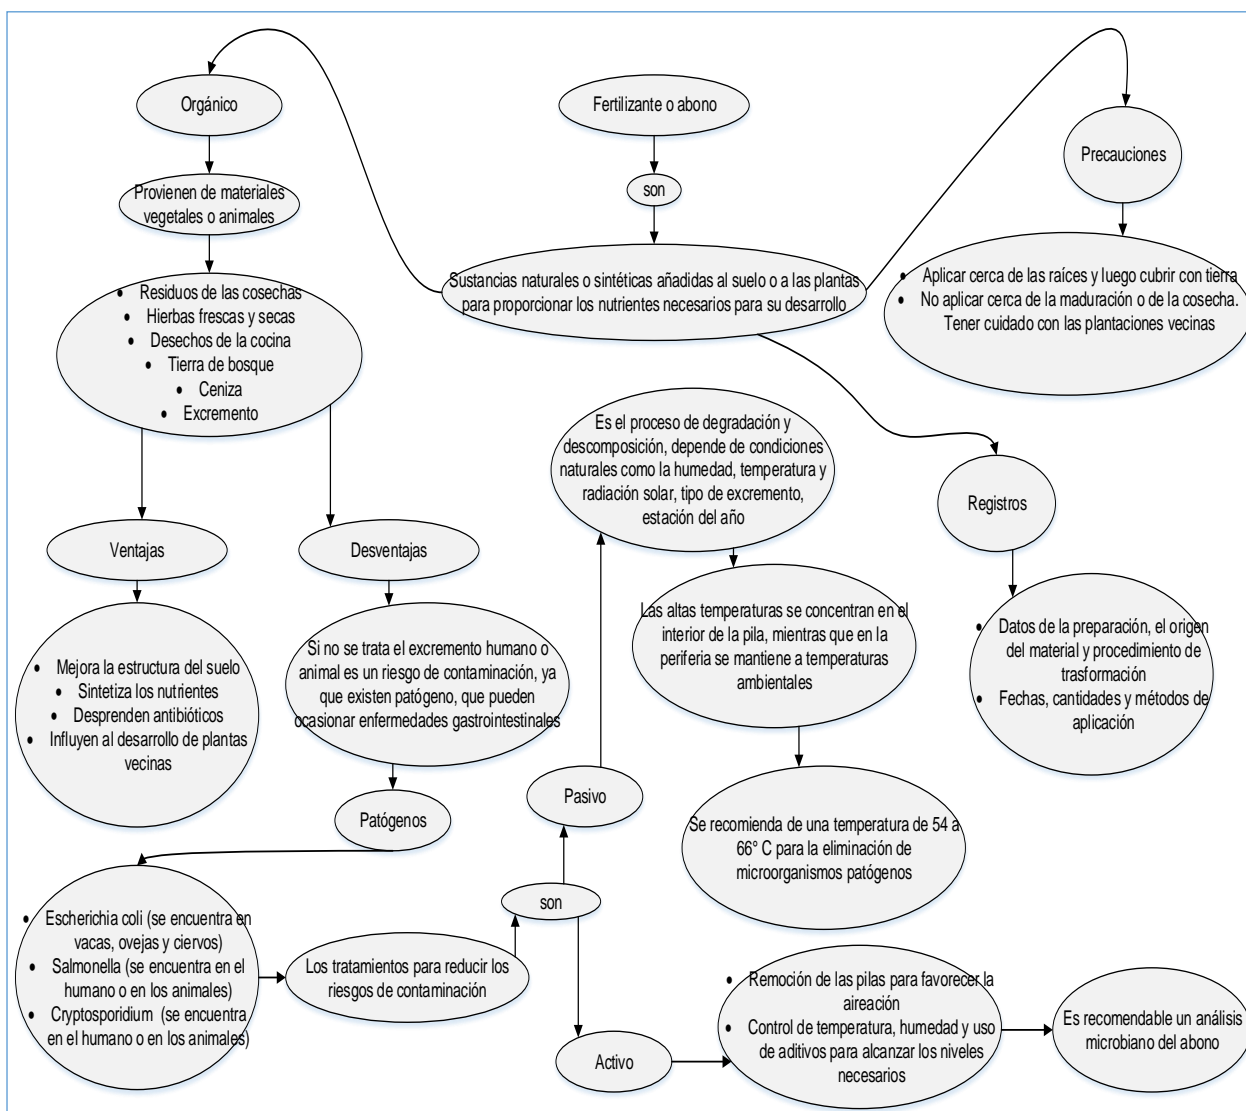 Orgánico
Fertilizante o abono
Precauciones
Provienen de materiales
vegetales o animales
son
Sustancias naturales o sintéticas añadidas al suelo o a las plantas
para proporcionar los nutrientes necesarios para su desarrollo
• Aplicar cerca de las raíces y luego cubrir con tierra
• No aplicar cerca de la maduración o de la cosecha.
Tener cuidado con las plantaciones vecinas
• Residuos de las cosechas
• Hierbas frescas y secas
• Desechos de la cocina
• Tierra de bosque
• Ceniza
• Excremento
Es el proceso de degradación y
descomposición, depende de condiciones
naturales como la humedad, temperatura y
radiación solar, tipo de excremento,
estación del año
Registros
Ventajas
Desventajas
Las altas temperaturas se concentran en el
interior de la pila, mientras que en la
periferia se mantiene a temperaturas
ambientales
• Datos de la preparación, el origen
del material y procedimiento de
trasformación
• Fechas, cantidades y métodos de
aplicación
• Mejora la estructura del suelo
• Sintetiza los nutrientes
• Desprenden antibióticos
• Influyen al desarrollo de plantas
vecinas
Si no se trata el excremento humano o
animal es un riesgo de contaminación, ya
que existen patógeno, que pueden
ocasionar enfermedades gastrointestinales
Pasivo
Patógenos
Se recomienda de una temperatura de 54 a
66° C para la eliminación de
microorganismos patógenos
son
• Escherichia coli (se encuentra en
vacas, ovejas y ciervos)
• Salmonella (se encuentra en el
humano o en los animales)
• Cryptosporidium (se encuentra
en el humano o en los animales)
Los tratamientos para reducir los
riesgos de contaminación
Activo
• Remoción de las pilas para favorecer la
aireación
• Control de temperatura, humedad y uso
de aditivos para alcanzar los niveles
necesarios
Es recomendable un análisis
microbiano del abono